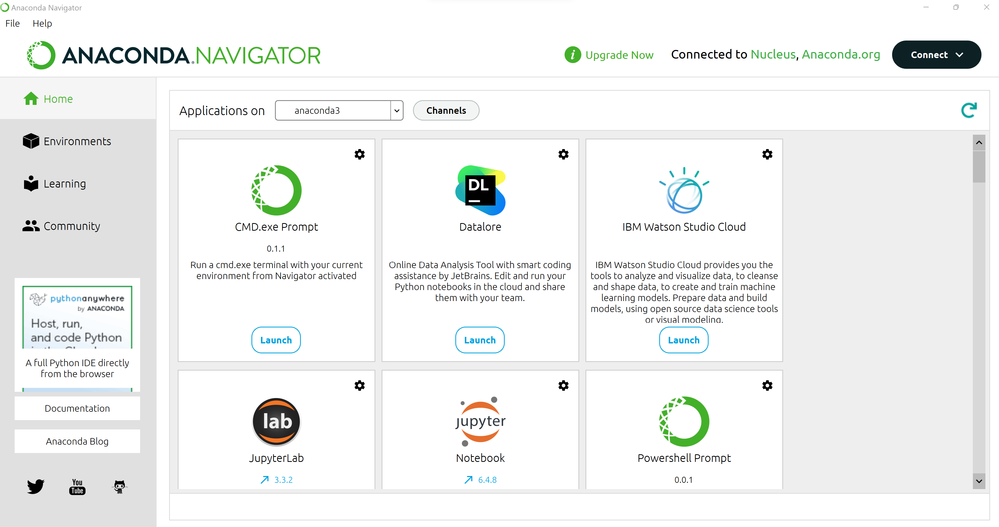 Anaconda Navigator
File Help
ANACONDA.NAVIGATOR
i Upgrade Now Connected to Nucleus, Anaconda.org Connect
Home
Environments
Learning
Community
pythonanywhere
by ANACONDA
Host, run,
and code Python
A full Python IDE directly
from the browser
Documentation
Anaconda Blog
You
Tube
Applications on anaconda3 Channels
CMD.exe Prompt
0.1.1
Run a cmd.exe terminal with your current
environment from Navigator activated
Launch
DL
Datalore
Online Data Analysis Tool with smart coding
assistance by JetBrains. Edit and run your
Python notebooks in the cloud and share
them with your team.
Launch
IBM Watson Studio Cloud
IBM Watson Studio Cloud provides you the
tools to analyze and visualize data, to cleanse
and shape data, to create and train machine
learning models. Prepare data and build
models, using open source data science tools
or visual modeling.
Launch
lab
JupyterLab
3.3.2
jupyter
Notebook
6.4.8
Powershell Prompt
0.0.1